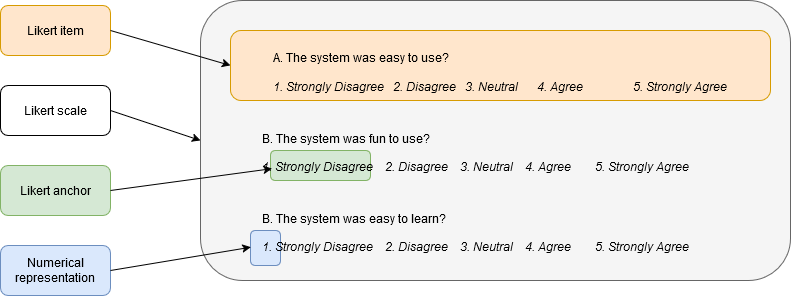 Likert item
A. The system was easy to use?
1. Strongly Disagree 2. Disagree 3. Neutral 4. Agree 5. Strongly Agree
Likert scale
B. The system was fun to use?
Strongly Disagree 2. Disagree 3. Neutral 4. Agree 5. Strongly Agree
Likert anchor
B. The system was easy to learn?
1. Strongly Disagree 2. Disagree 3. Neutral 4. Agree 5. Strongly Agree
Numerical
representation